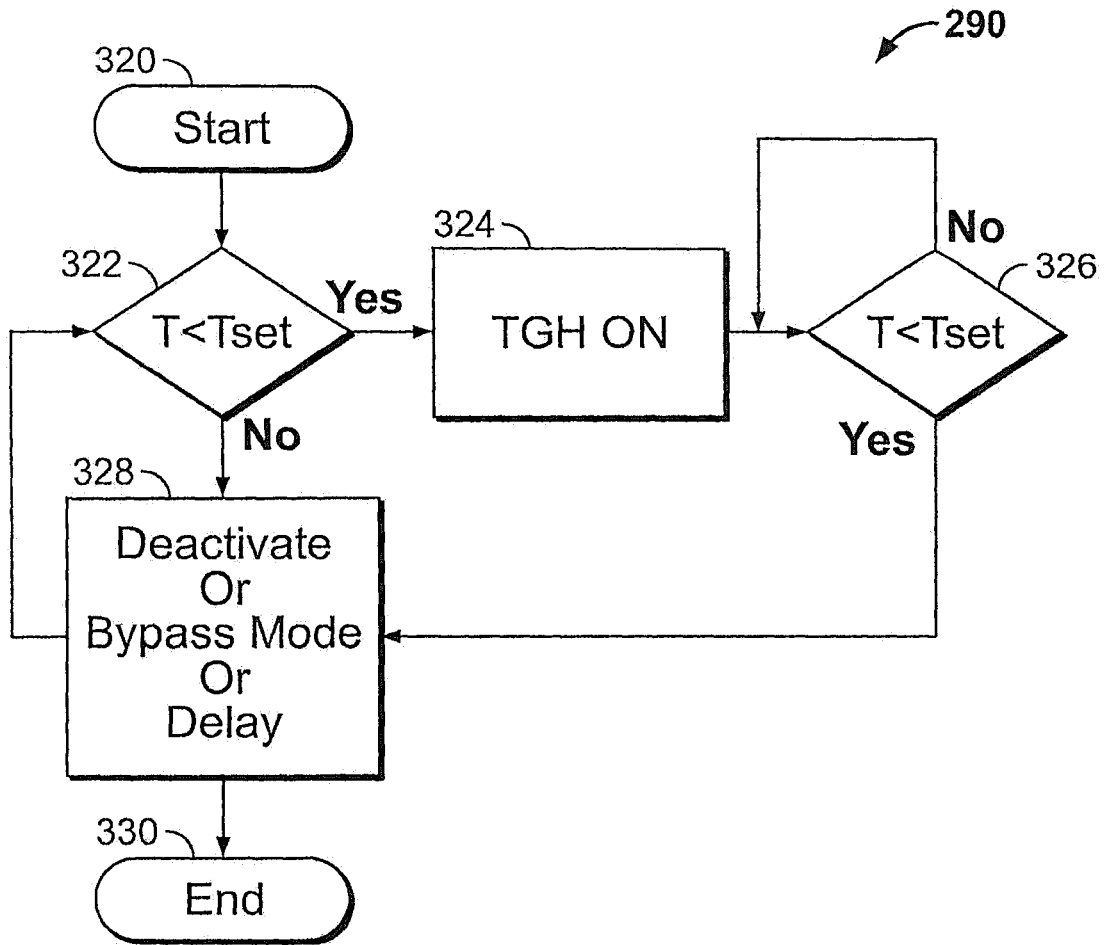 290
320
Start
322
T<Tset
Yes
324
TGH ON
No
326
T<Tset
Yes
No
328
Deactivate
Or
Bypass Mode
Or
Delay
330
End